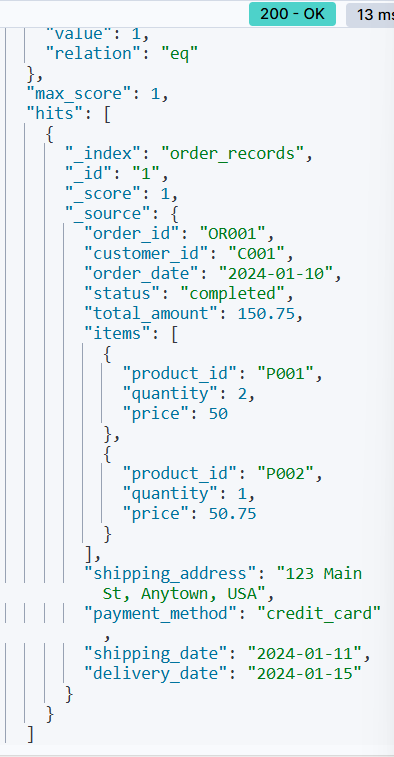 200 - OK
13 ms
"value": 1,
"relation": "eq"
},
"max_score": 1,
"hits": [
{
"_index": "order_records",
"_id": "1",
"_score": 1,
"_source": {
"order_id": "OR001",
"customer_id": "C001",
"order_date": "2024-01-10",
"status": "completed",
"total_amount": 150.75,
"items": [
{
"product_id": "P001",
"quantity": 2,
"price": 50
},
{
"product_id": "P002",
"quantity": 1,
"price": 50.75
}
],
"shipping_address": "123 Main
St, Anytown, USA",
"payment_method": "credit_card"
,
"shipping_date": "2024-01-11",
"delivery_date": "2024-01-15"
}
}
]